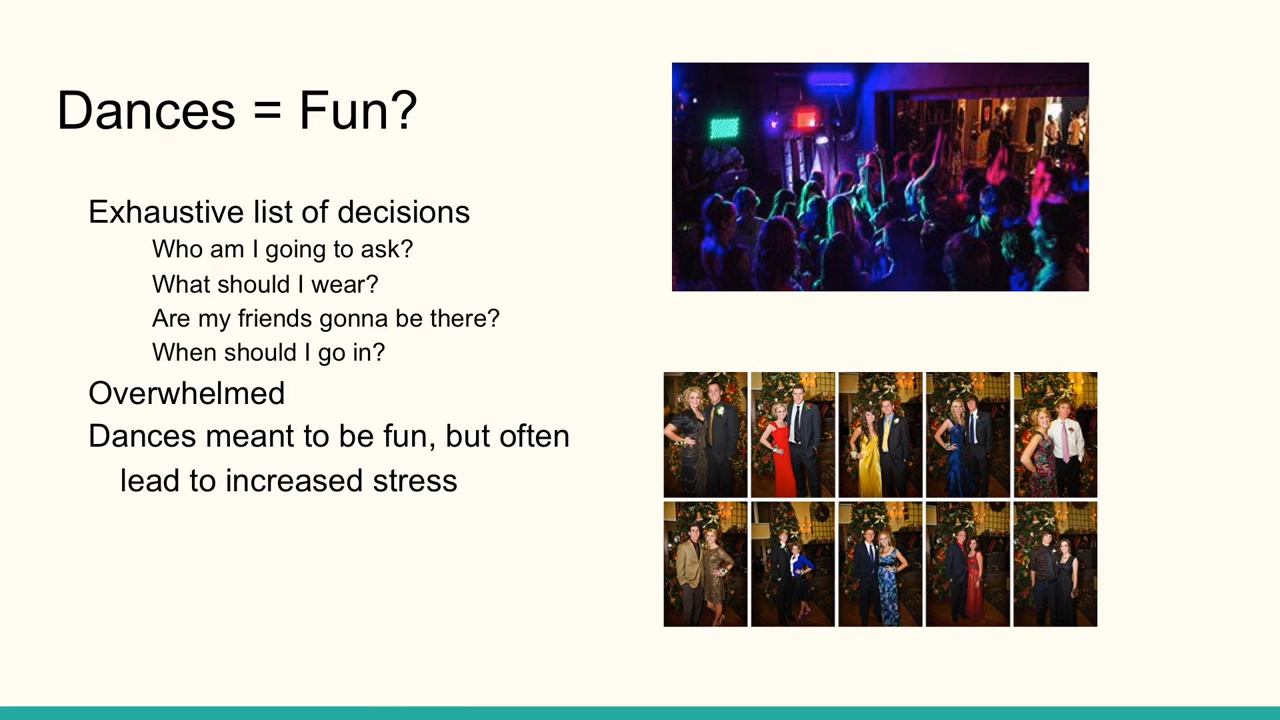 Dances = Fun?
Exhaustive list of decisions
Who am I going to ask?
What should I wear?
Are my friends gonna be there?
When should I go in?
Overwhelmed
Dances meant to be fun, but often
lead to increased stress